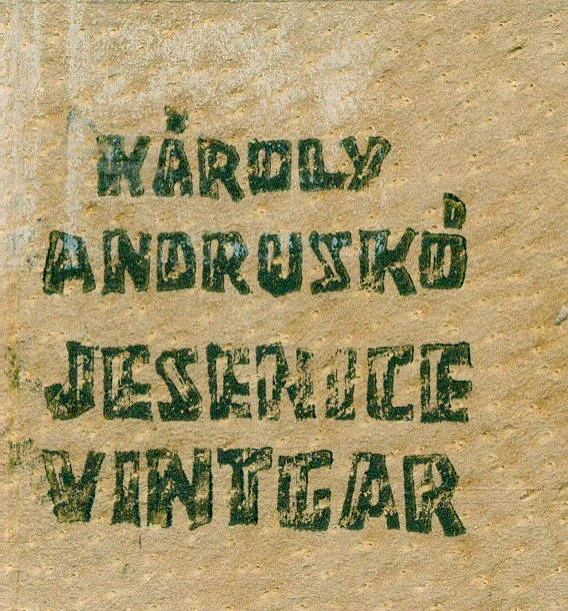 KÁROLY
ANDRUSKÓ
JESENICE
VINTGAR